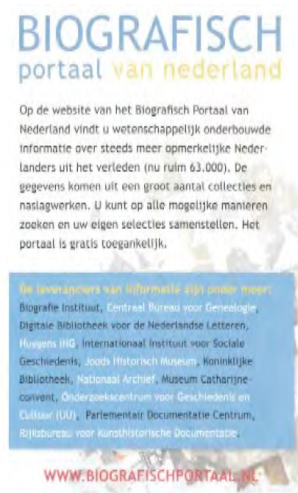 BIOGRAFISCH
portaal van nederland
Op de website van het Biografisch Portaal van
Nederland vindt u wetenschappelijk onderbouwde
informatie over steeds meer opmerkelijke Neder-
landers uit het verleden (nu ruim 63.000). De
gegevens komen uit een groot aantal collecties en
naslagwerken. U kunt op alle mogelijke manieren
zoeken en uw eigen selecties samenstellen. Het
portaal is gratis toegankelijk.
De leveranciers van informatie zijn onder meer:
Biografie Instituut, Centraal Bureau voor Genealogie,
Digitale Bibliotheek voor de Nederlandse Letteren,
Huygens ING, Internationaal Instituut voor Sociale
Geschiedenis, Joods Historisch Museum, Koninklijke
Bibliotheek, Nationaal Archief, Museum Catharijne-
convent, Onderzoekscentrum voor Geschiedenis en
Cultuur (UU), Parlementair Documentatie Centrum,
Rijksbureau voor Kunsthistorische Documentatie.
WWW.BIOGRAFISCHPORTAAL.NL